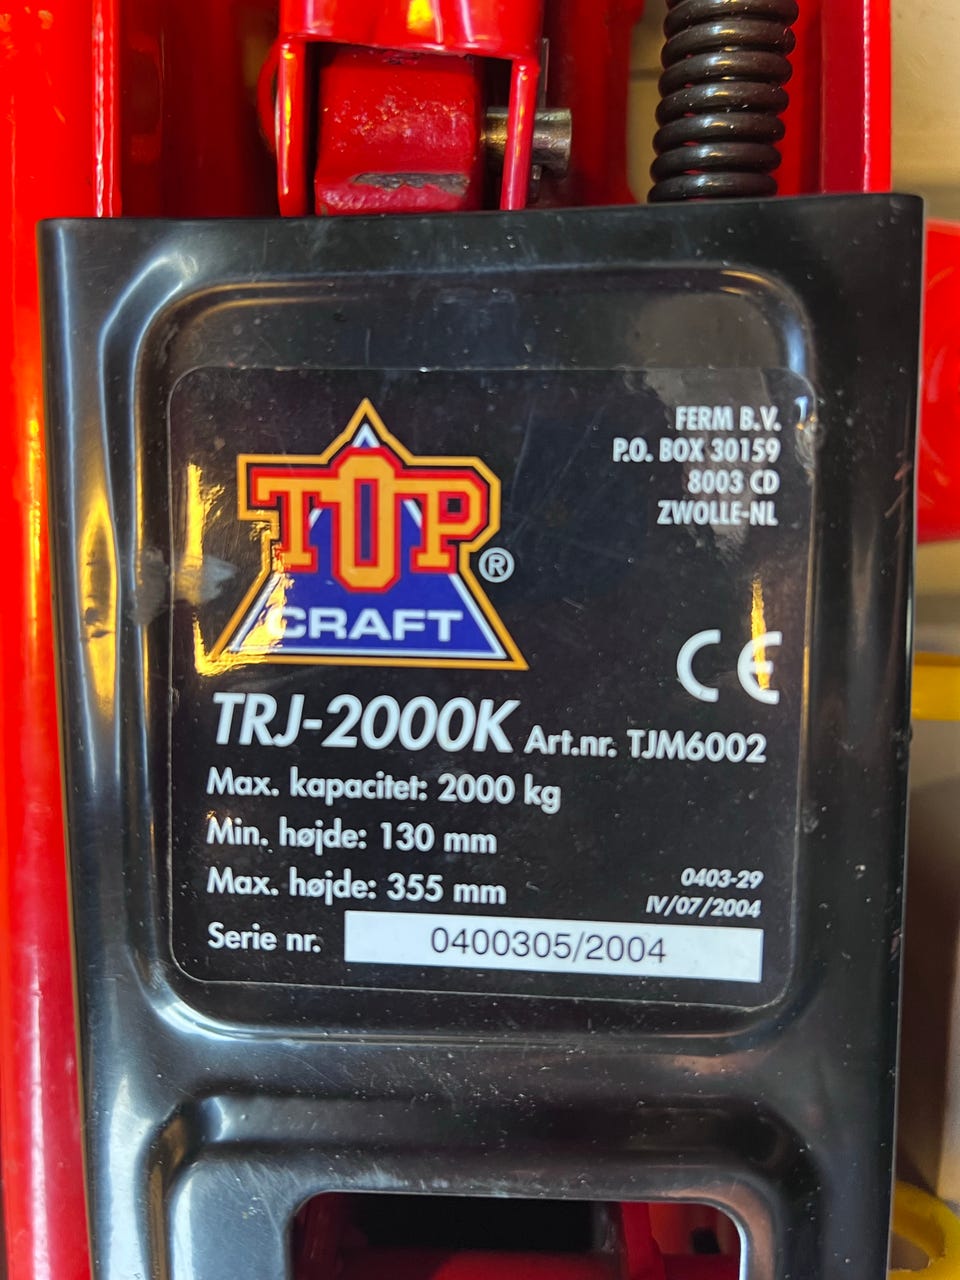 TOP
CRAFT
®
FERM B.V.
P.O. BOX 30159
8003 CD
ZWOLLE-NL
CE
TRJ-2000K Art.nr. TJM6002
Max. kapacitet: 2000 kg
Min. højde: 130 mm
Max. højde: 355 mm
0403-29
IV/07/2004
Serie nr. 0400305/2004